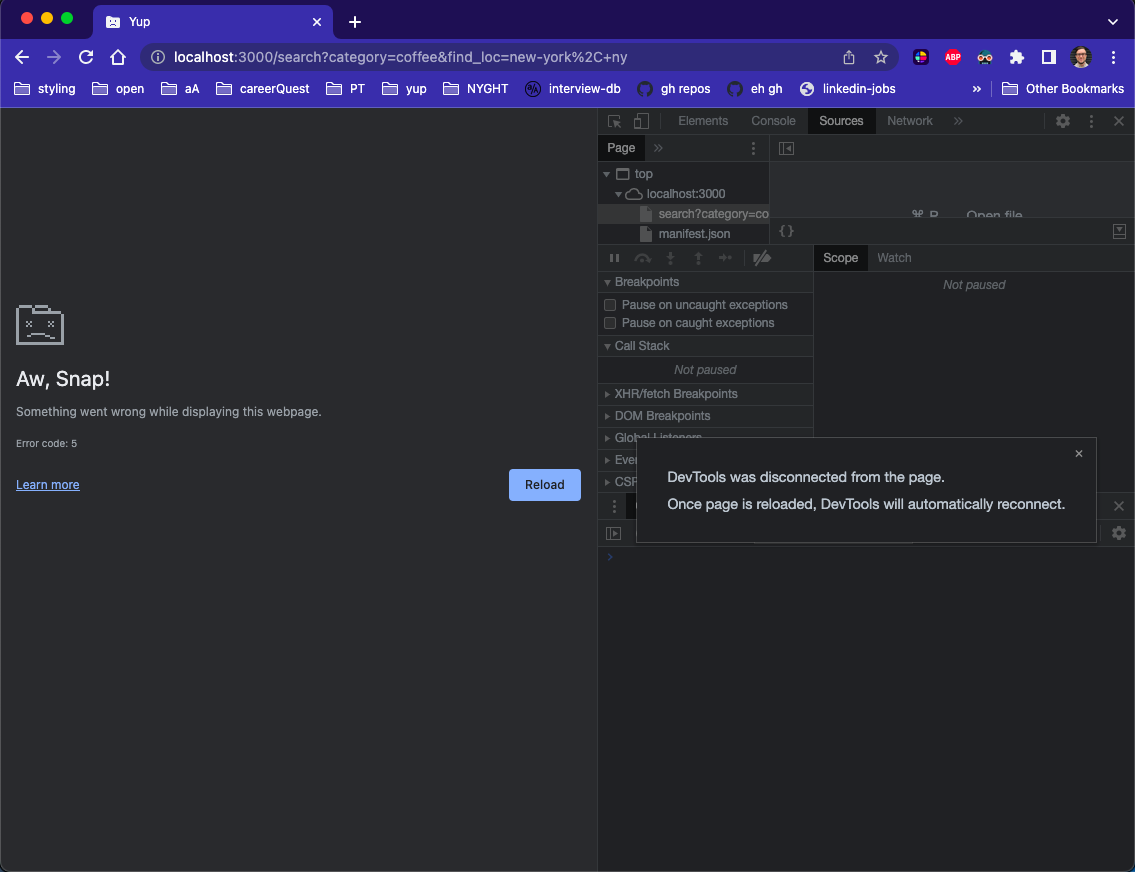 Yup
localhost:3000/search?category=coffee&find_loc=new-york%2C+ny
ABP
styling open aA careerQuest PT yup NYGHT interview-db gh repos eh gh linkedin-jobs » Other Bookmarks
Elements Console Sources Network »
Page »
top
localhost:3000
search?category=co
⌘ P Open file
manifest.json
{}
Scope Watch
Breakpoints
Not paused
Pause on uncaught exceptions
Pause on caught exceptions
Call Stack
Not paused
XHR/fetch Breakpoints
DOM Breakpoints
Global Listeners
Eve
CSP
DevTools was disconnected from the page.
Once page is reloaded, DevTools will automatically reconnect.
Aw, Snap!
Something went wrong while displaying this webpage.
Error code: 5
Learn more
Reload